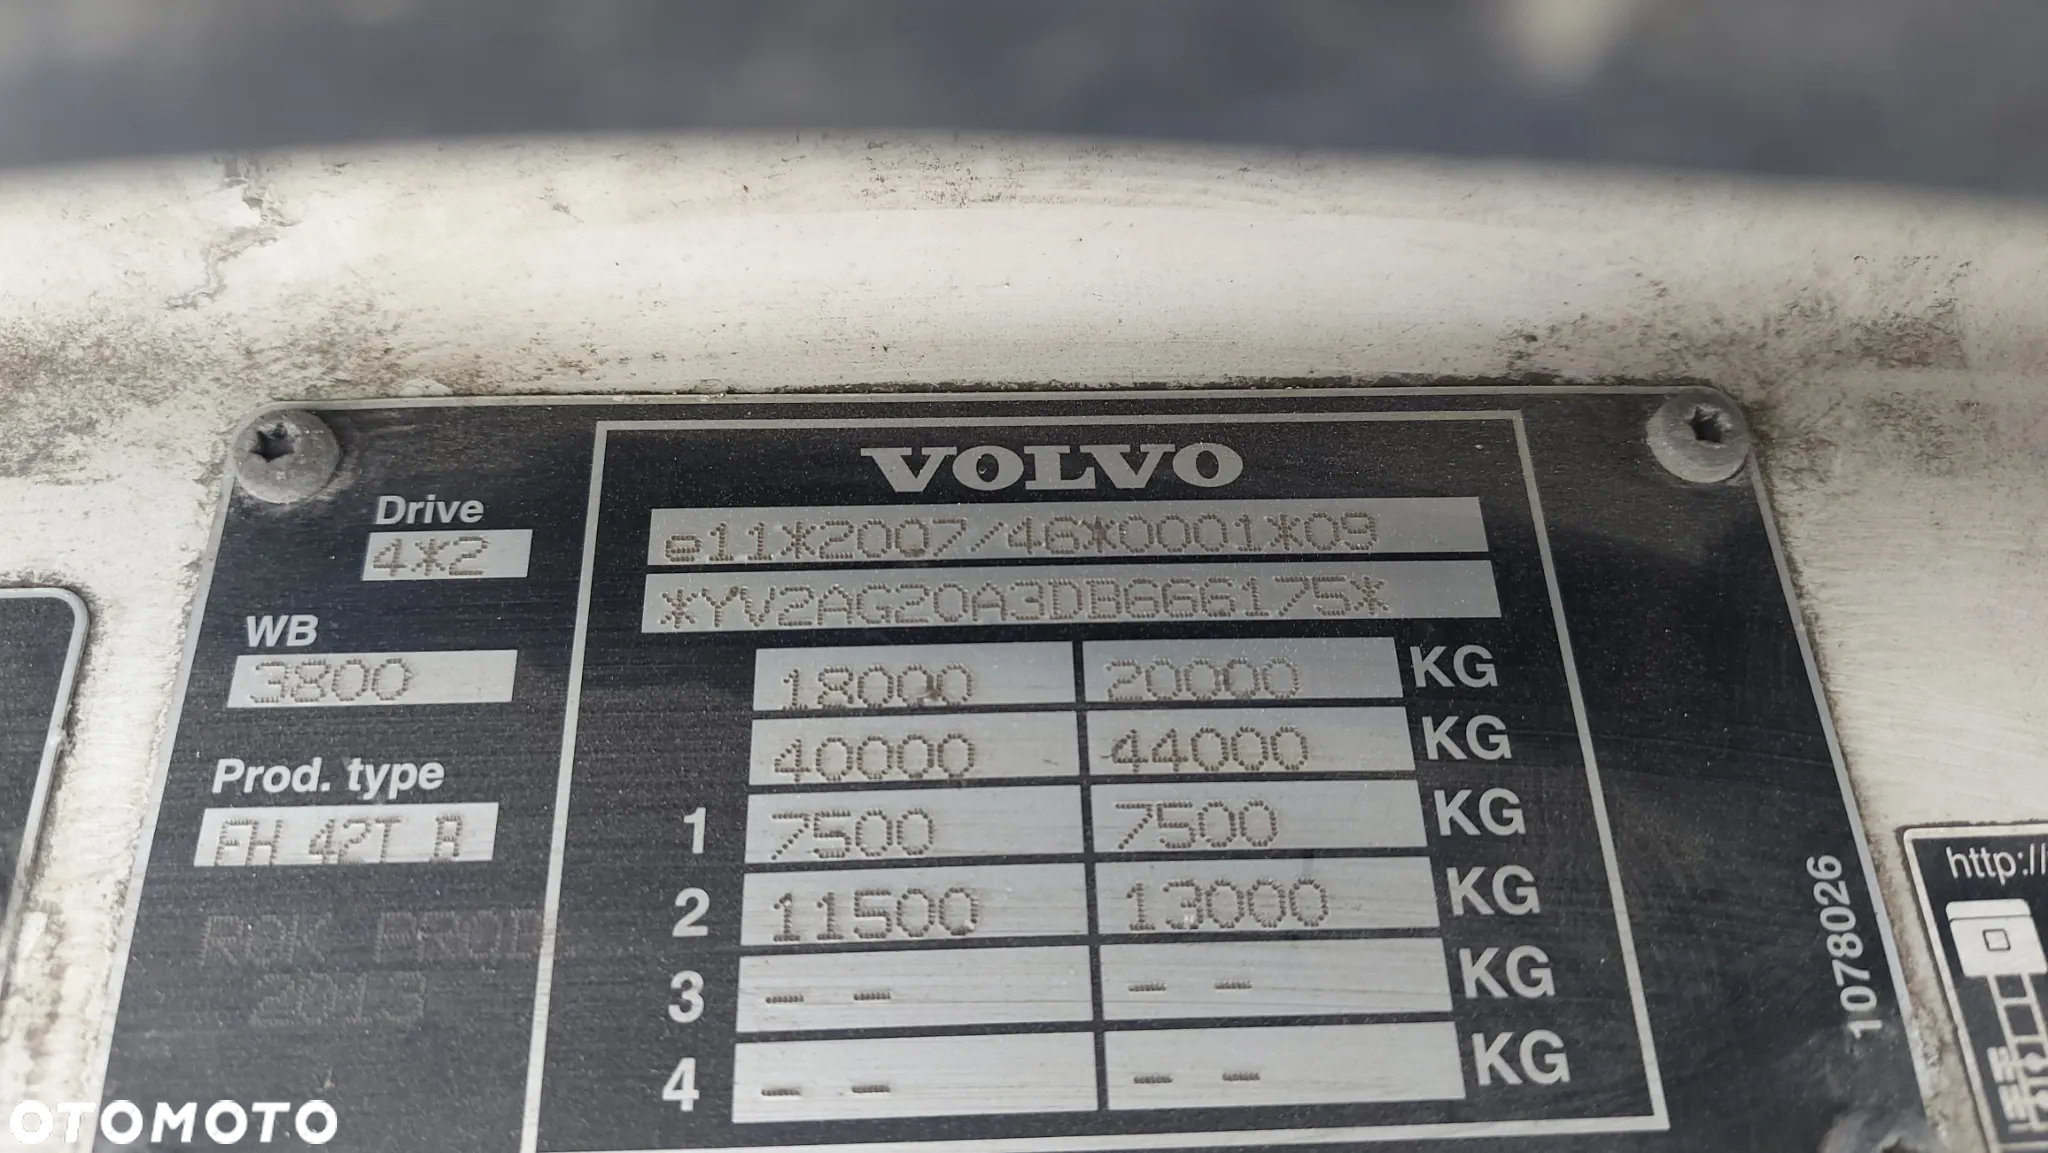 VOLVO
Drive
4*2
e11*2007/46*0001*09
*YV2AG20A3DB666175*
WB
3800
18000 20000 KG
40000 44000 KG
Prod. type
FH 42T R
1 7500 7500 KG
2 11500 13000 KG
3 -- -- KG
4 -- -- KG
2013
1078026
http://
OTOMOTO